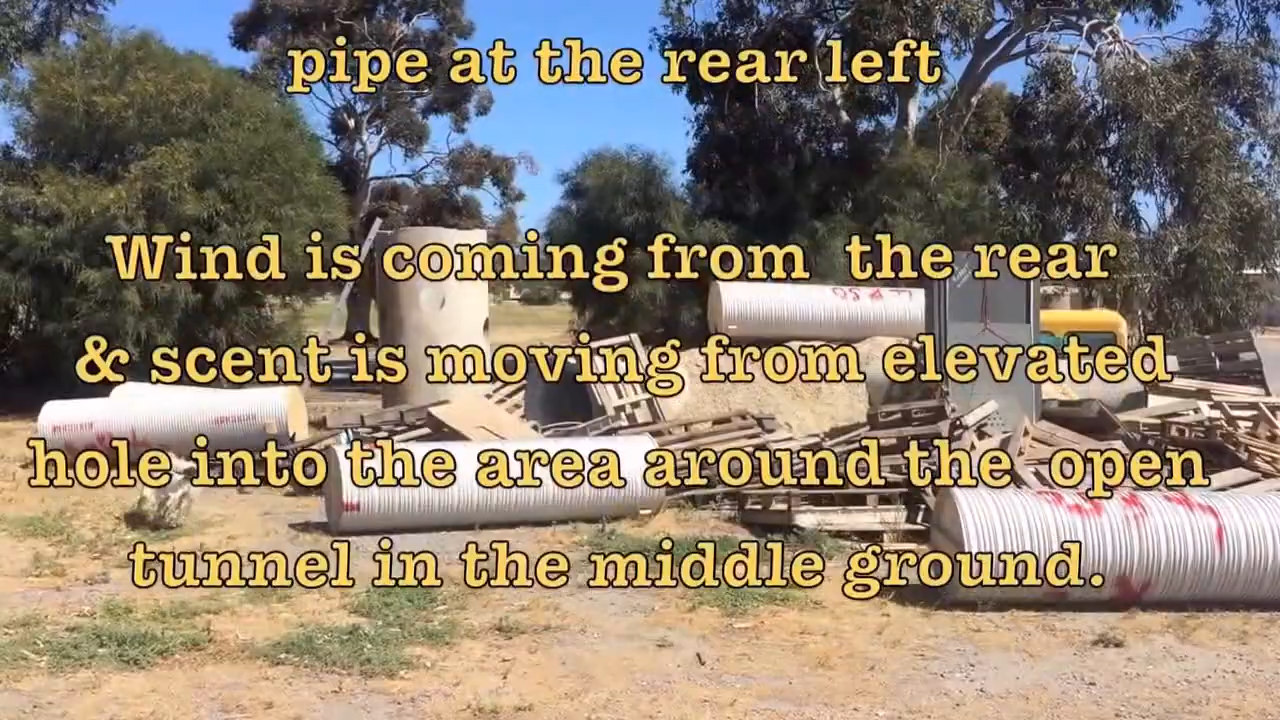 pipe at the rear left
Wind is coming from the rear
& scent is moving from elevated
hole into the area around the open
tunnel in the middle ground.